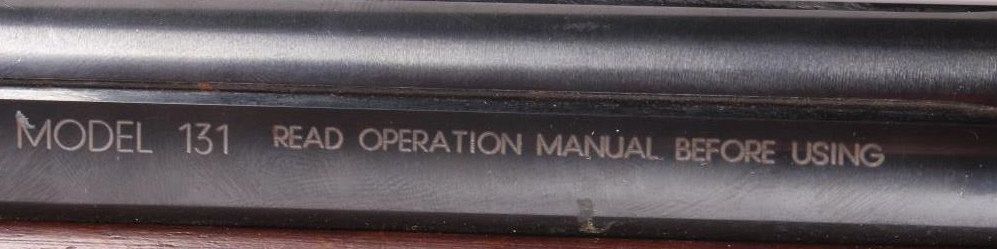 MODEL 131 READ OPERATION MANUAL BEFORE USING